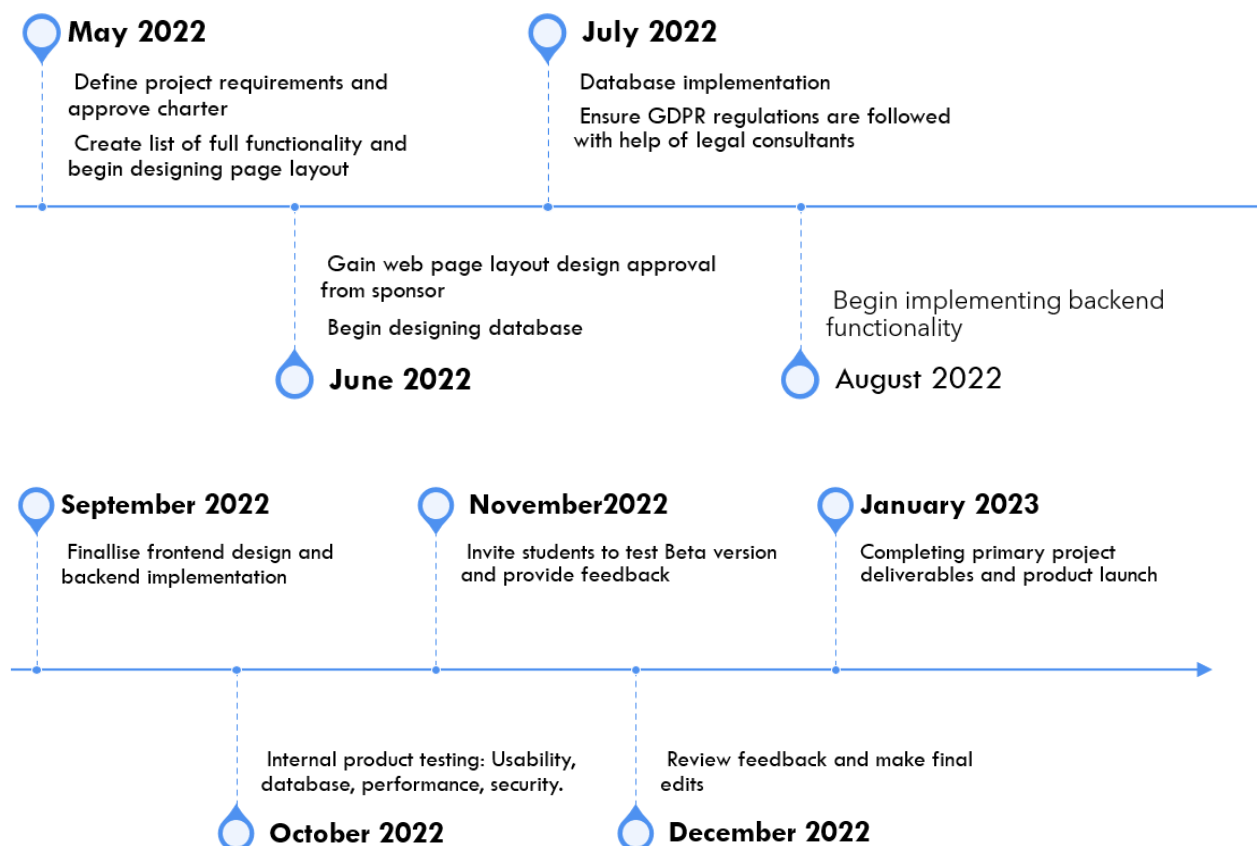 May 2022
Define project requirements and
approve charter
Create list of full functionality and
begin designing page layout
July 2022
Database implementation
Ensure GDPR regulations are followed
with help of legal consultants
Gain web page layout design approval
from sponsor
Begin designing database
June 2022
Begin implementing backend
functionality
August 2022
September 2022
Finallise frontend design and
backend implementation
November2022
Invite students to test Beta version
and provide feedback
January 2023
Completing primary project
deliverables and product launch
Internal product testing: Usability,
database, performance, security.
October 2022
Review feedback and make final
edits
December 2022